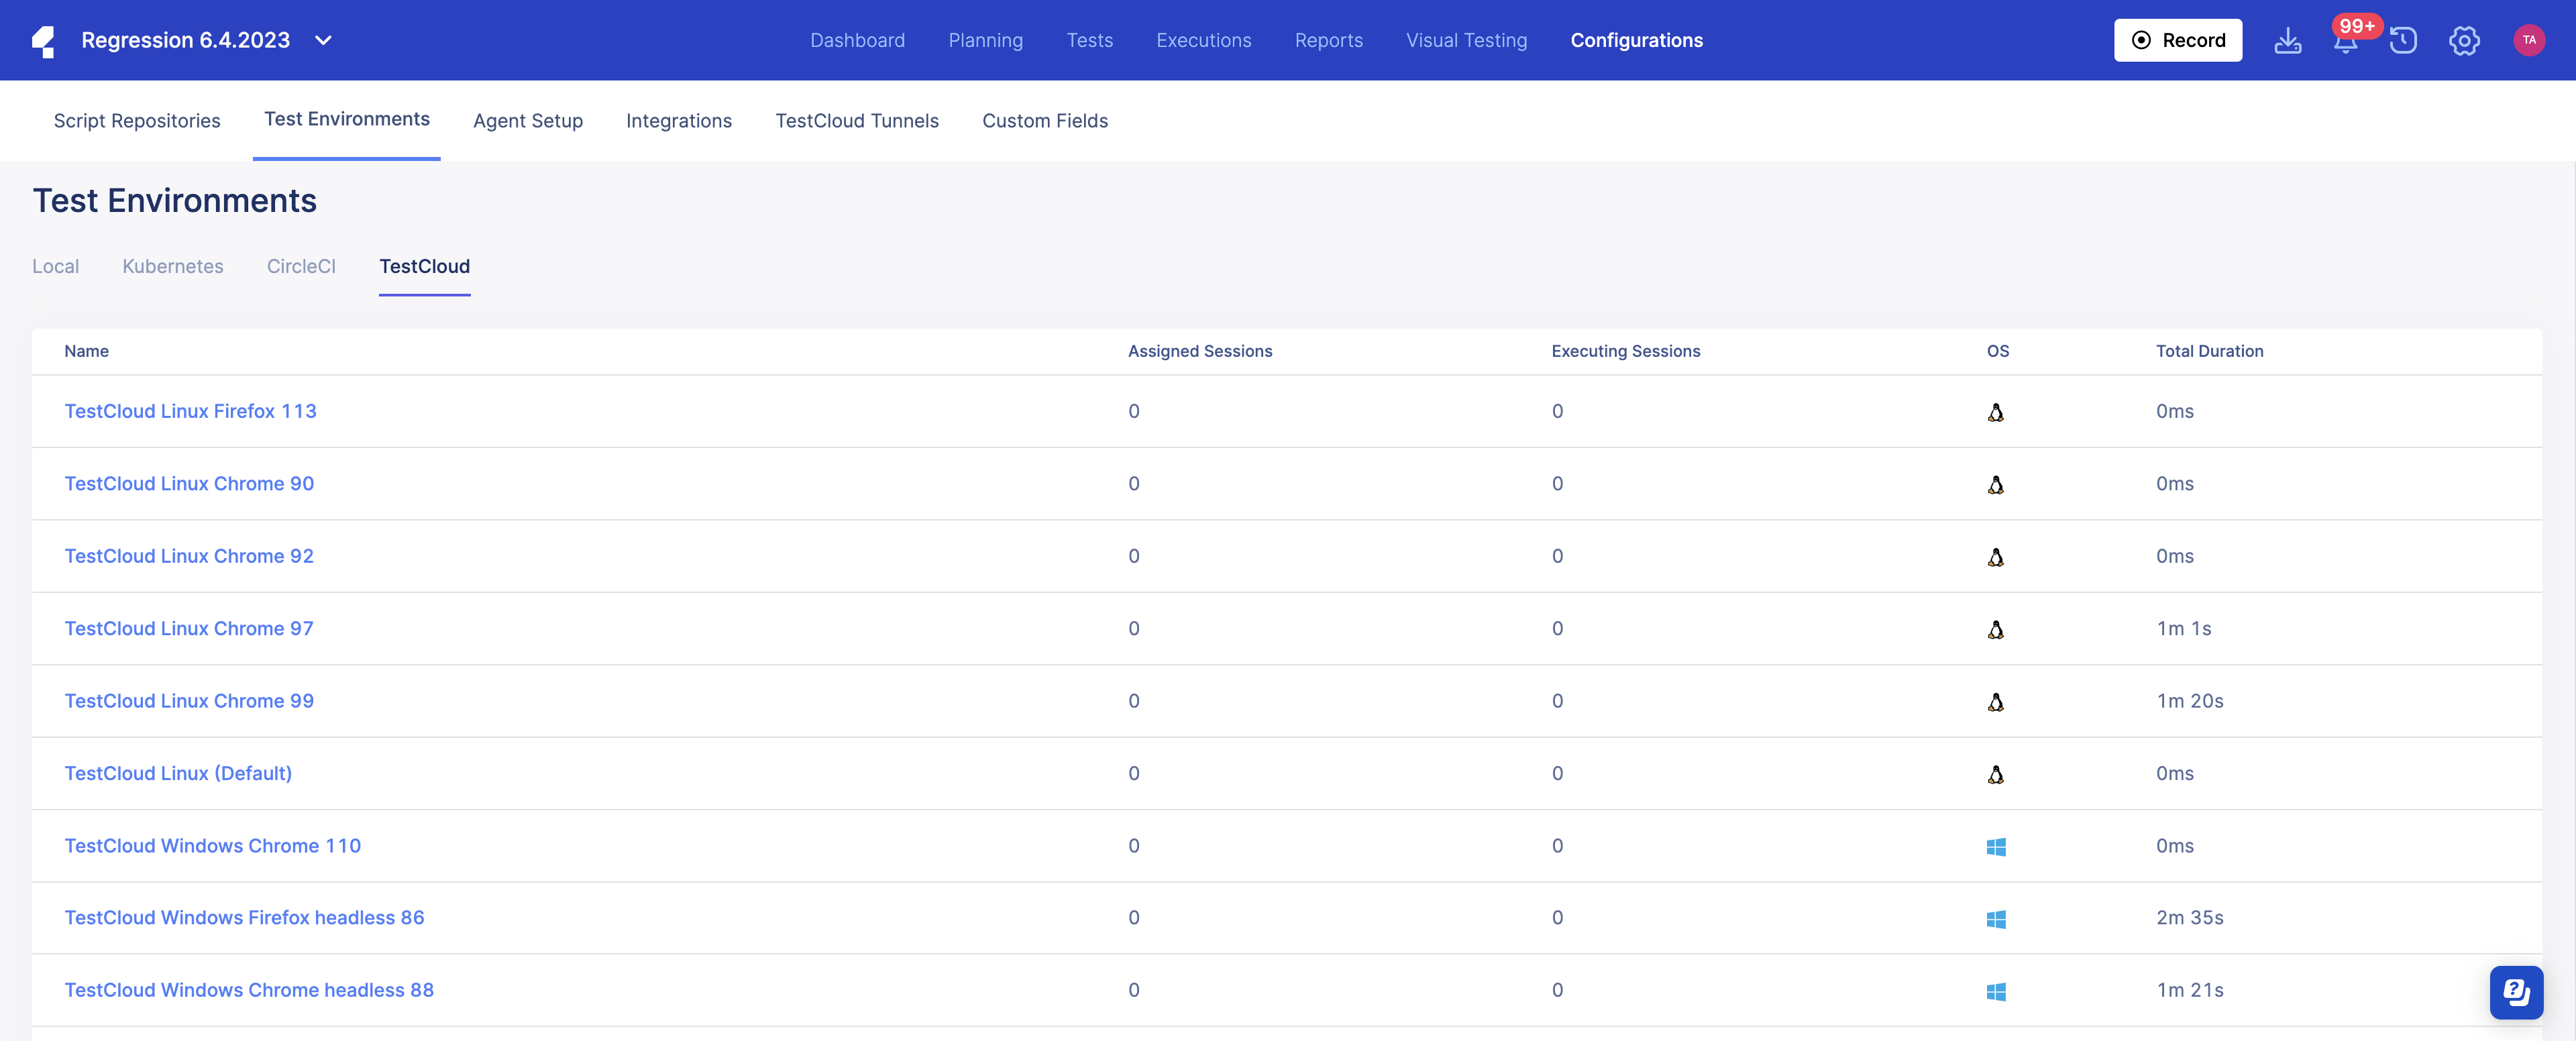 Regression 6.4.2023
Dashboard Planning Tests Executions Reports Visual Testing Configurations
Record
99+
TA
Script Repositories Test Environments Agent Setup Integrations TestCloud Tunnels Custom Fields
Test Environments
Local Kubernetes CircleCI TestCloud
Name Assigned Sessions Executing Sessions OS Total Duration
TestCloud Linux Firefox 113 0 0 0ms
TestCloud Linux Chrome 90 0 0 0ms
TestCloud Linux Chrome 92 0 0 0ms
TestCloud Linux Chrome 97 0 0 1m 1s
TestCloud Linux Chrome 99 0 0 1m 20s
TestCloud Linux (Default) 0 0 0ms
TestCloud Windows Chrome 110 0 0 0ms
TestCloud Windows Firefox headless 86 0 0 2m 35s
TestCloud Windows Chrome headless 88 0 0 1m 21s